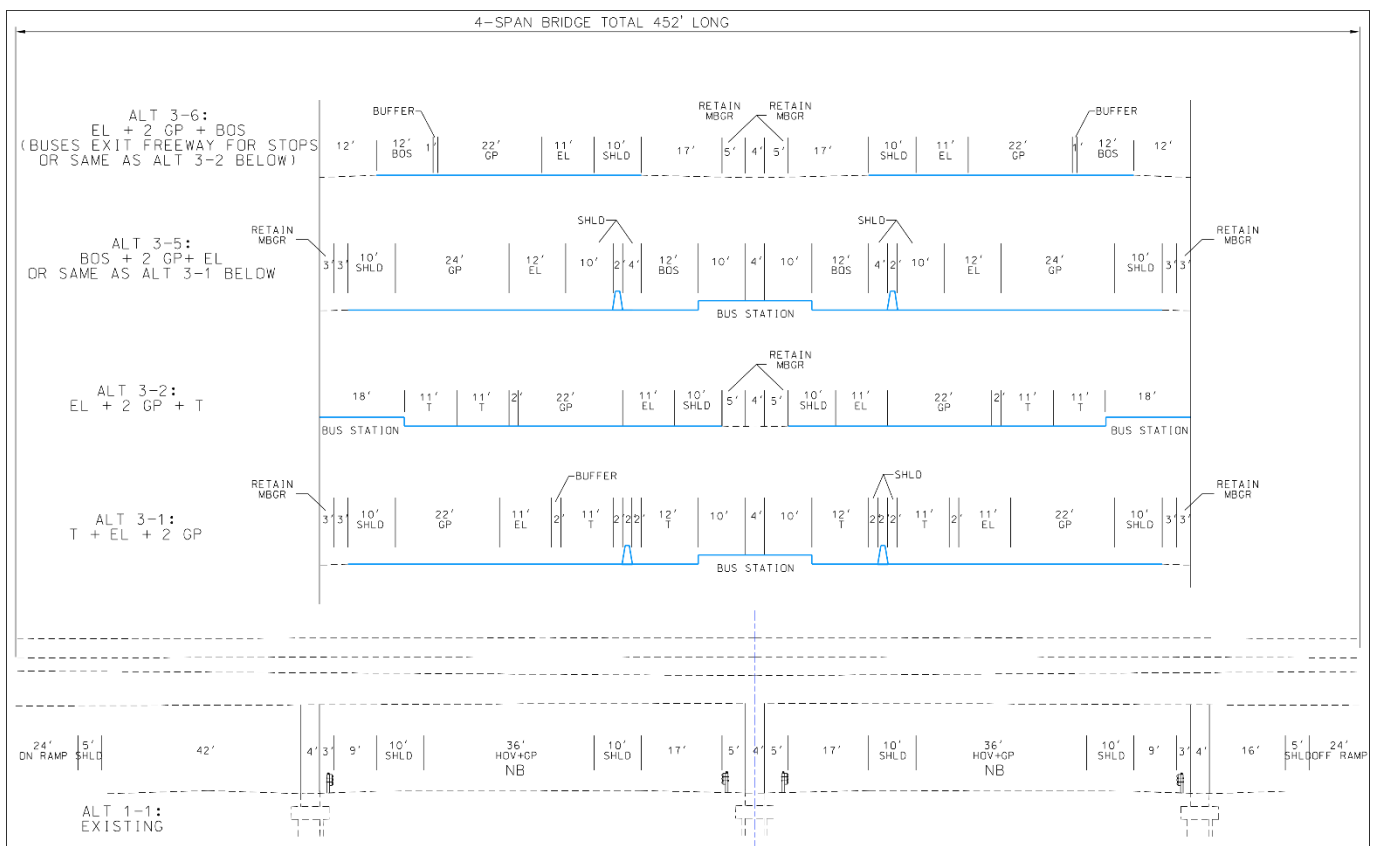 4-SPAN BRIDGE TOTAL 452' LONG
ALT 3-6:
EL + 2 GP + BOS
(BUSES EXIT FREEWAY FOR STOPS
OR SAME AS ALT 3-2 BELOW)
BUFFER
RETAIN
MBGR
RETAIN
MBGR
BUFFER
12' 12' 1' 22' 11' 10' 17' 5' 4' 5' 17' 10' 11' 22' 1' 12' 12'
BOS GP EL SHLD SHLD EL GP BOS
ALT 3-5:
BOS + 2 GP+ EL
OR SAME AS ALT 3-1 BELOW
RETAIN
MBGR
SHLD
SHLD
RETAIN
MBGR
3' 3' 10' 24' 12' 10' 2' 4' 12' 10' 4' 10' 12' 4' 2' 10' 12' 24' 10' 3' 3'
SHLD GP EL BOS BOS EL GP SHLD
BUS STATION
ALT 3-2:
EL + 2 GP + T
RETAIN
MBGR
18' 11' 11' 2' 22' 11' 10' 5' 4' 5' 10' 11' 22' 2' 11' 11' 18'
T T GP EL SHLD SHLD EL GP T T
BUS STATION
BUS STATION
ALT 3-1:
T + EL + 2 GP
RETAIN
MBGR
BUFFER
SHLD
RETAIN
MBGR
3' 3' 10' 22' 11' 2' 11' 2' 2' 2' 12' 10' 4' 10' 12' 2' 2' 2' 11' 2' 11' 22' 10' 3' 3'
SHLD GP EL T T T T EL GP SHLD
BUS STATION
24' 5' 42' 4' 3' 9' 10' 36' 10' 17' 5' 4' 5' 17' 10' 36' 10' 9' 3' 4' 16' 5' 24'
ON RAMP SHLD SHLD HOV+GP SHLD SHLD HOV+GP SHLD SHLD OFF RAMP
NB NB
ALT 1-1:
EXISTING